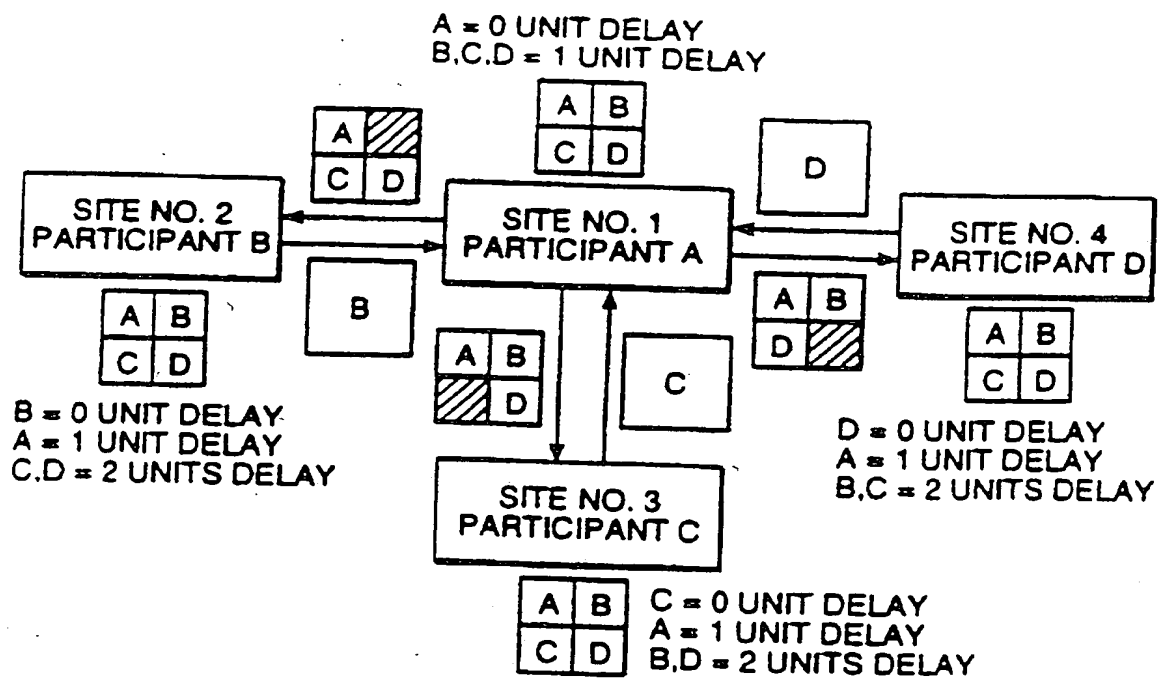 A = 0 UNIT DELAY
B,C,D = 1 UNIT DELAY
A B
C D
A
C D
D
SITE NO. 2
PARTICIPANT B
SITE NO. 1
PARTICIPANT A
SITE NO. 4
PARTICIPANT D
B
A B
C D
A B
D
C
A B
D
A B
C D
B = 0 UNIT DELAY
A = 1 UNIT DELAY
C,D = 2 UNITS DELAY
D = 0 UNIT DELAY
A = 1 UNIT DELAY
B,C = 2 UNITS DELAY
SITE NO. 3
PARTICIPANT C
A B
C D
C = 0 UNIT DELAY
A = 1 UNIT DELAY
B,D = 2 UNITS DELAY